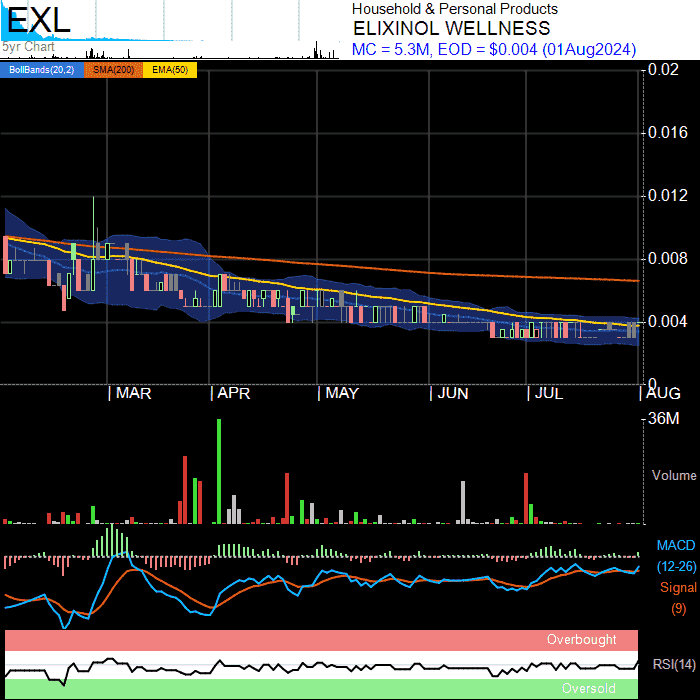 EXL
Household & Personal Products
ELIXINOL WELLNESS
5yr Chart
MC = 5.3M, EOD = $0.004 (01Aug2024)
BollBands(20,2) SMA(200) EMA(50)
0.02
0.016
0.012
0.008
0.004
0
MAR APR MAY JUN JUL AUG
36M
Volume
MACD
(12-26)
Signal
(9)
Overbought
RSI(14)
Oversold